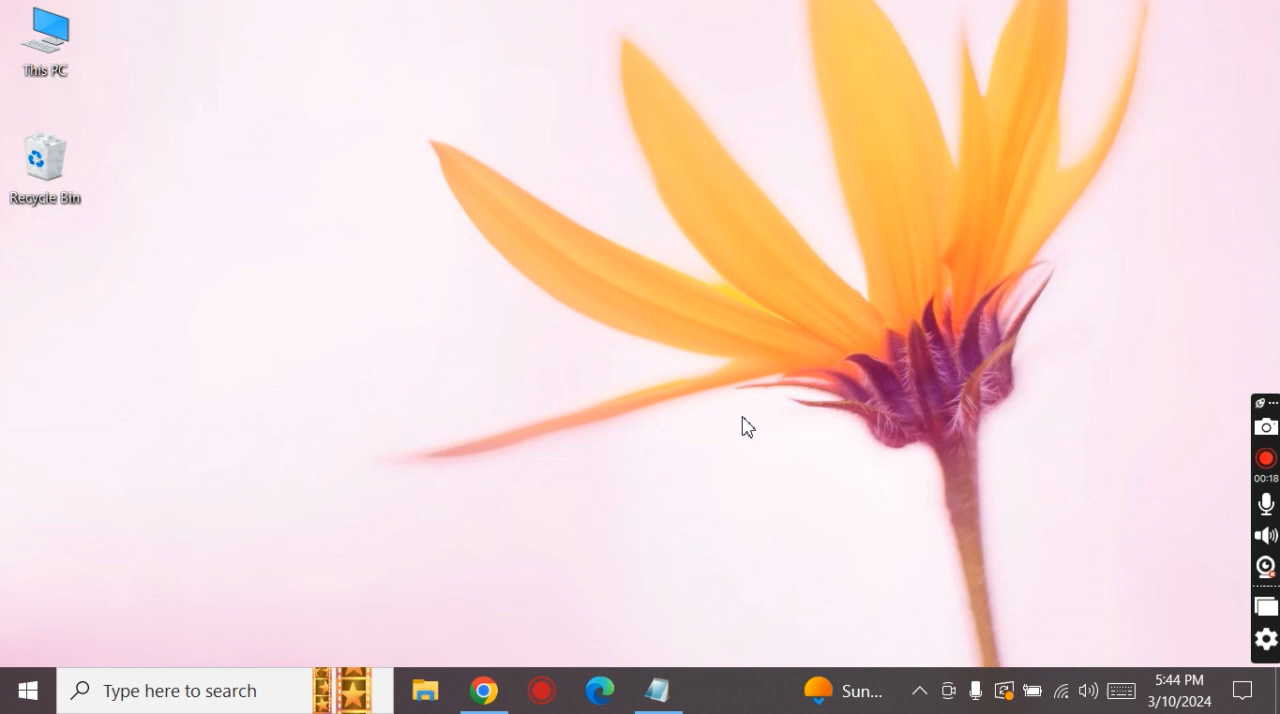 This PC
Recycle Bin
00:18
Type here to search
Sun...
5:44 PM
3/10/2024